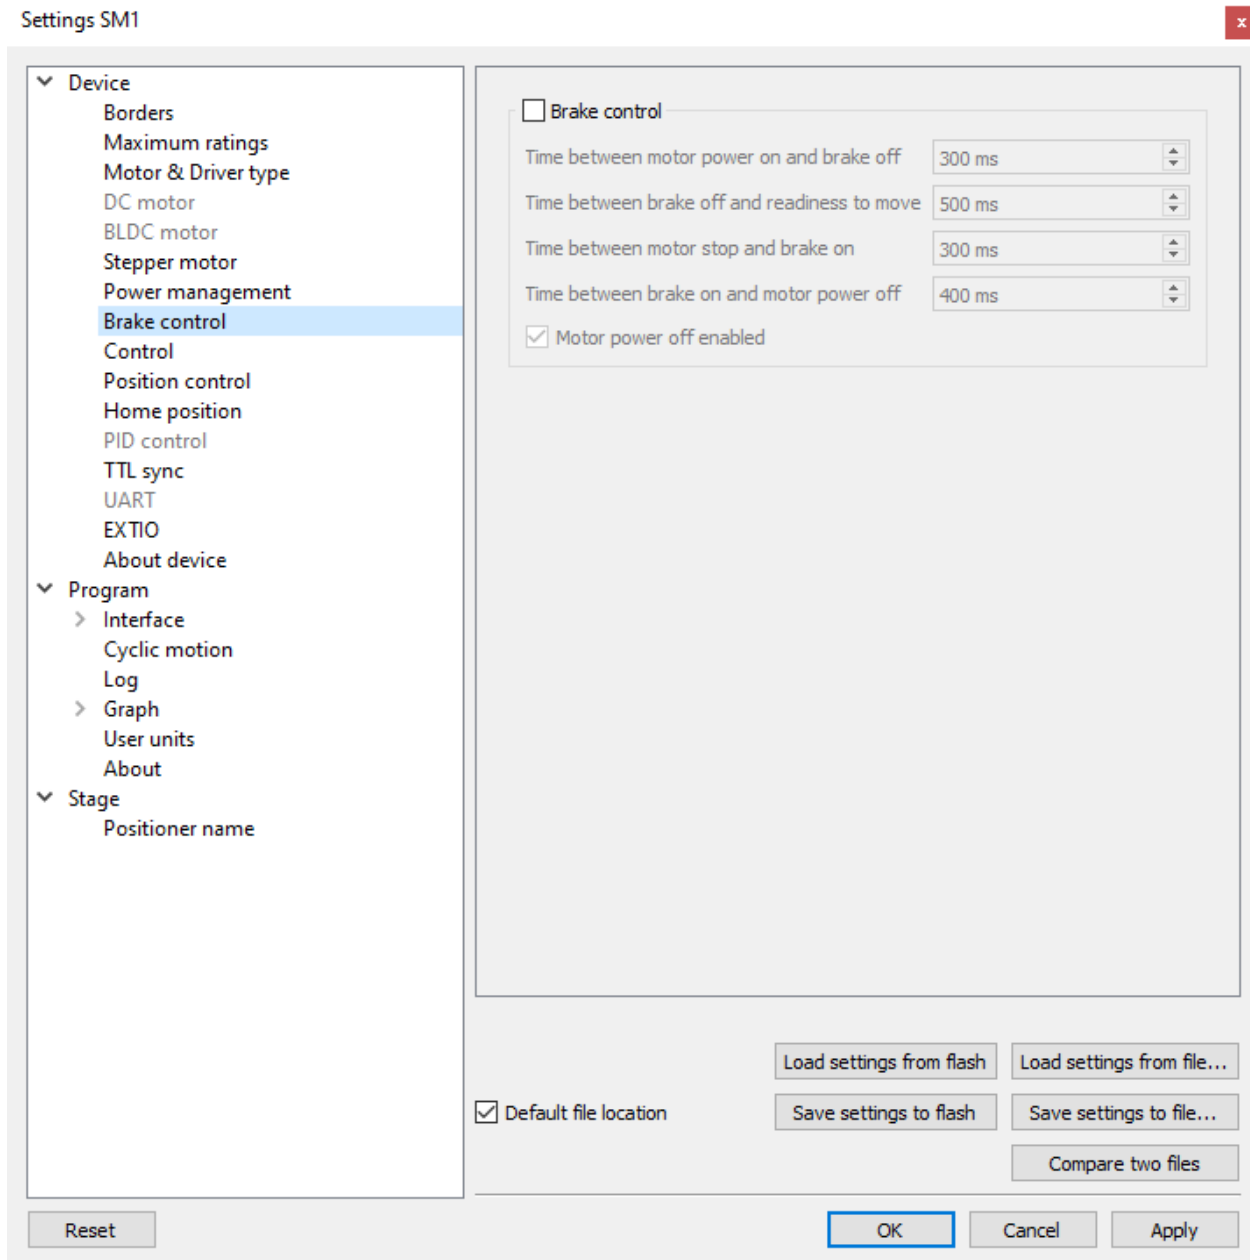 Settings SM1
x
Device
Borders
Maximum ratings
Motor & Driver type
DC motor
BLDC motor
Stepper motor
Power management
Brake control
Control
Position control
Home position
PID control
TTL sync
UART
EXTIO
About device
Program
Interface
Cyclic motion
Log
Graph
User units
About
Stage
Positioner name
Brake control
Time between motor power on and brake off 300 ms
Time between brake off and readiness to move 500 ms
Time between motor stop and brake on 300 ms
Time between brake on and motor power off 400 ms
Motor power off enabled
Load settings from flash Load settings from file...
Default file location Save settings to flash Save settings to file...
Compare two files
Reset OK Cancel Apply